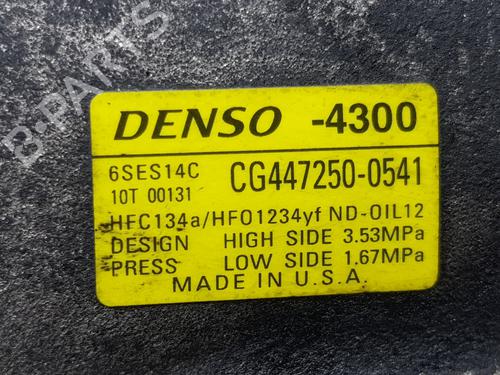 B-PARTS
DENSO -4300
6SES14C CG447250-0541
10T 00131
HFC134a/HFO1234yf ND-OIL12
DESIGN HIGH SIDE 3.53MPa
PRESS LOW SIDE 1.67MPa
MADE IN U.S.A.